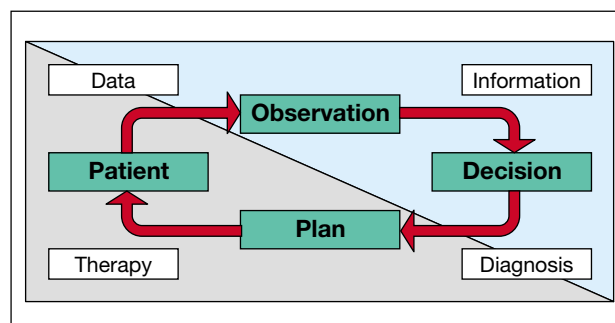 Data
Information
Observation
Patient
Decision
Plan
Therapy
Diagnosis